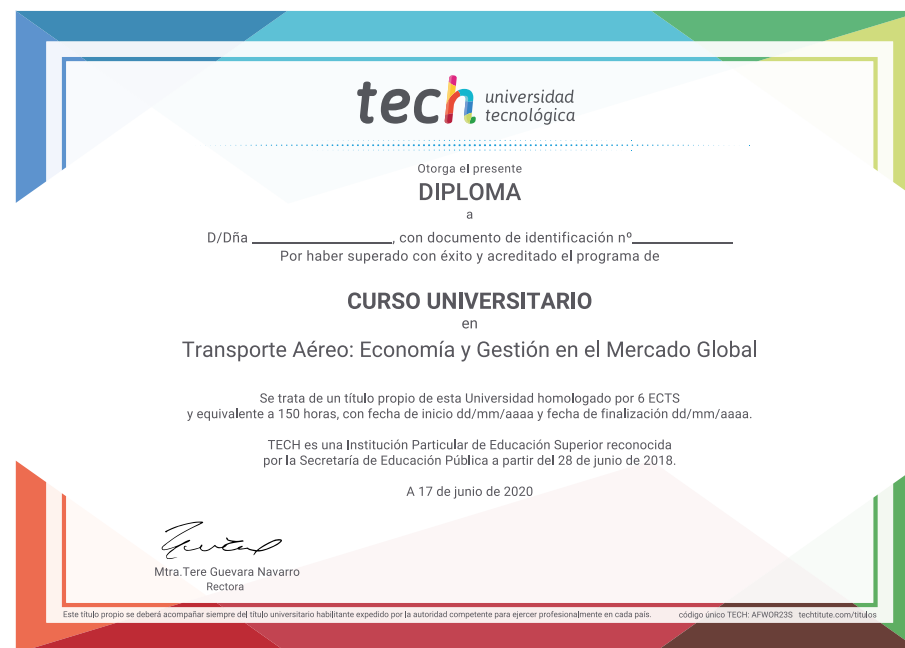 tech universidad
tecnológica
Otorga el presente
DIPLOMA
a
D/Dña ____________________, con documento de identificación nº______________
Por haber superado con éxito y acreditado el programa de
CURSO UNIVERSITARIO
en
Transporte Aéreo: Economía y Gestión en el Mercado Global
Se trata de un título propio de esta Universidad homologado por 6 ECTS
y equivalente a 150 horas, con fecha de inicio dd/mm/aaaa y fecha de finalización dd/mm/aaaa.
TECH es una Institución Particular de Educación Superior reconocida
por la Secretaría de Educación Pública a partir del 28 de junio de 2018.
A 17 de junio de 2020
Mtra.Tere Guevara Navarro
Rectora
Este título propio se deberá acompañar siempre del título universitario habilitante expedido por la autoridad competente para ejercer profesionalmente en cada país. código único TECH: AFWOR23S techtitute.com/titulos